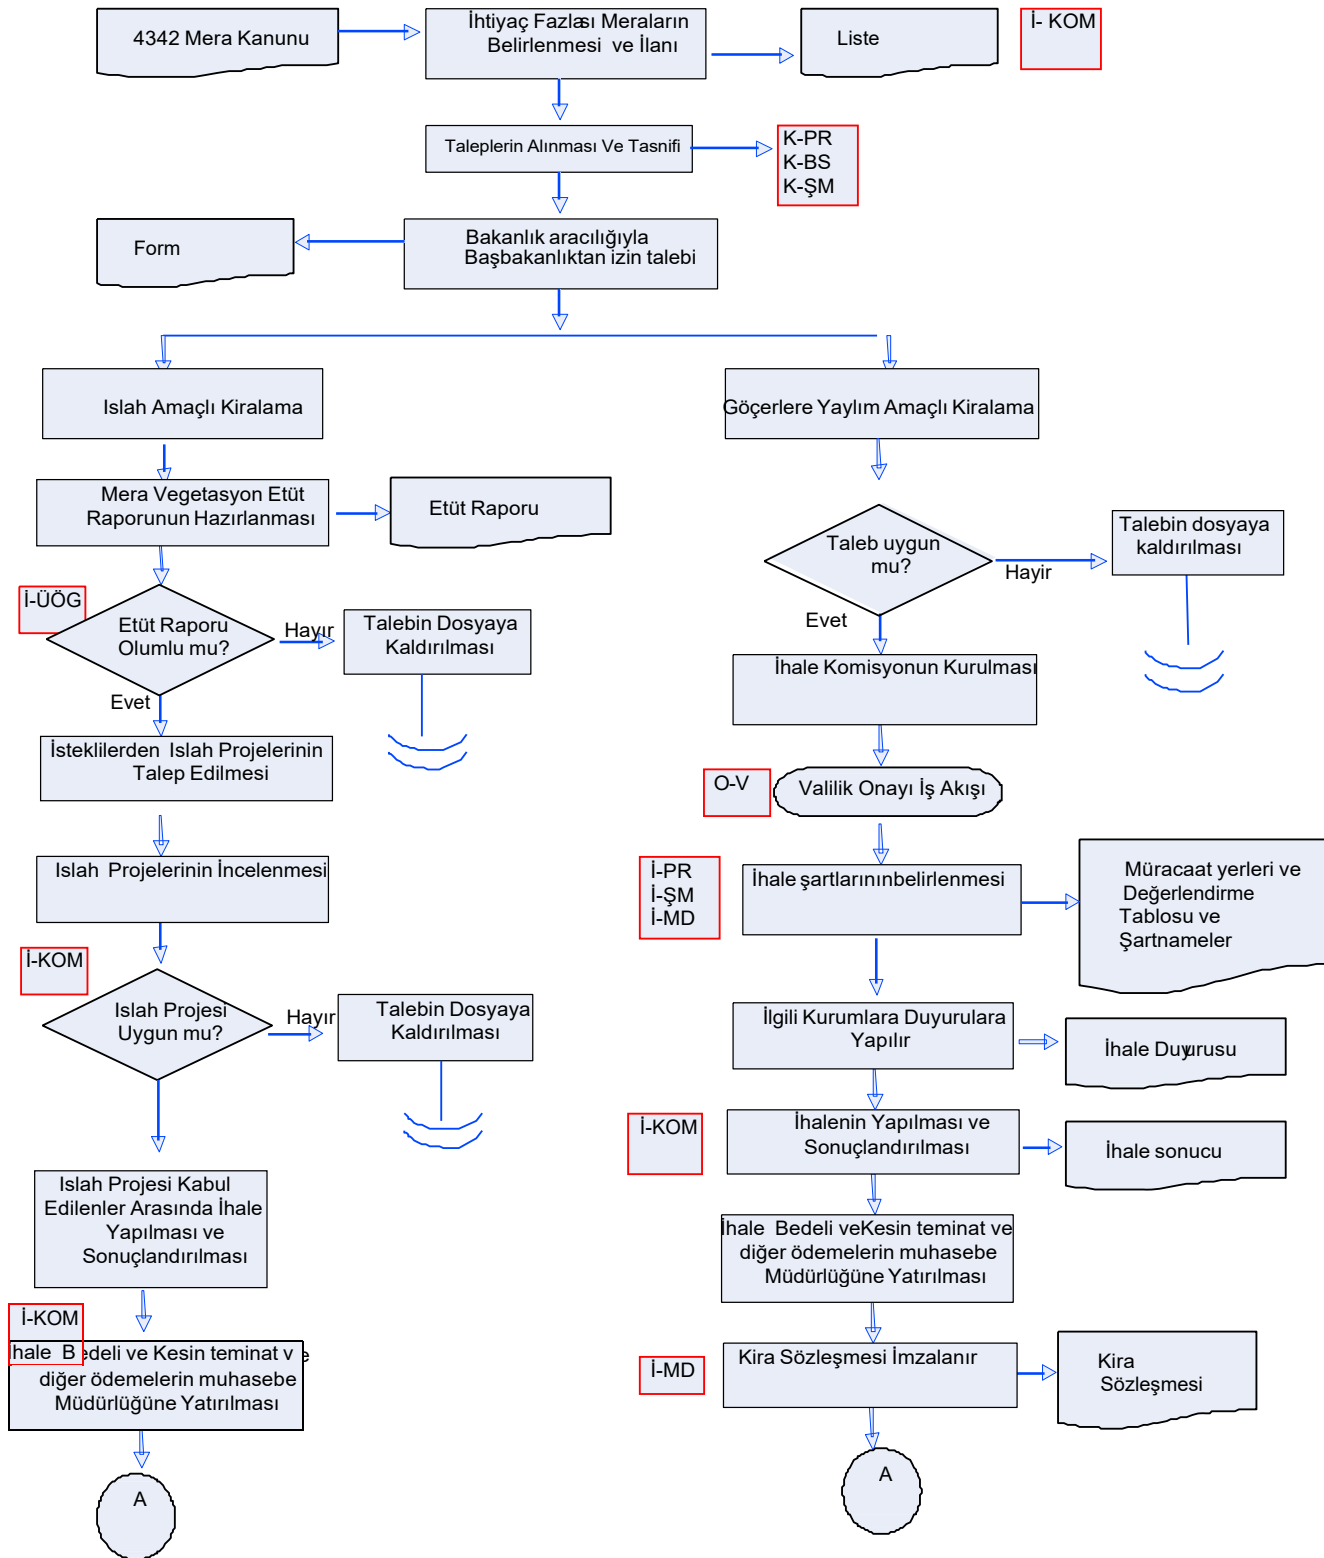 4342 Mera Kanunu
İhtiyaç Fazlası Meraların
Belirlenmesi ve İlanı
Liste
İ- KOM
Taleplerin Alınması Ve Tasnifi
K-PR
K-BS
K-ŞM
Form
Bakanlık aracılığıyla
Başbakanlıktan izin talebi
Islah Amaçlı Kiralama
Göçerlere Yaylım Amaçlı Kiralama
Mera Vegetasyon Etüt
Raporunun Hazırlanması
Etüt Raporu
Taleb uygun
mu?
Hayir
Evet
Talebin dosyaya
kaldırılması
İ-ÜÖG
Etüt Raporu
Olumlu mu?
Hayır
Evet
Talebin Dosyaya
Kaldırılması
İhale Komisyonun Kurulması
İsteklilerden Islah Projelerinin
Talep Edilmesi
O-V
Valilik Onayı İş Akışı
Islah Projelerinin İncelenmesi
İ-PR
İ-ŞM
İ-MD
İhale şartlarınınbelirlenmesi
Müracaat yerleri ve
Değerlendirme
Tablosu ve
Şartnameler
İ-KOM
Islah Projesi
Uygun mu?
Hayır
Talebin Dosyaya
Kaldırılması
İlgili Kurumlara Duyurulara
Yapılır
İhale Duyurusu
İ-KOM
İhalenin Yapılması ve
Sonuçlandırılması
İhale sonucu
Islah Projesi Kabul
Edilenler Arasında İhale
Yapılması ve
Sonuçlandırılması
İhale Bedeli veKesin teminat ve
diğer ödemelerin muhasebe
Müdürlüğüne Yatırılması
İ-KOM
İhale Bedeli ve Kesin teminat ve
diğer ödemelerin muhasebe
Müdürlüğüne Yatırılması
İ-MD
Kira Sözleşmesi İmzalanır
Kira
Sözleşmesi
A
A